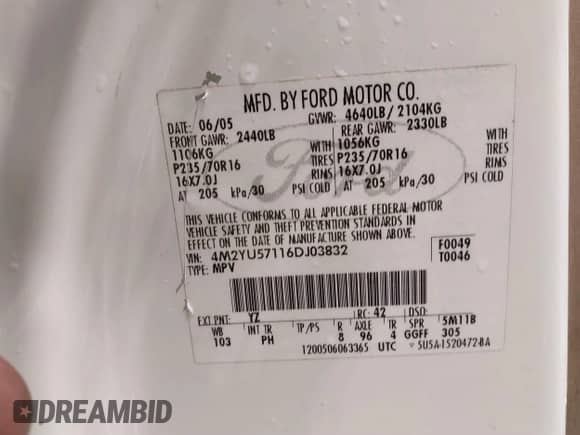 MFD. BY FORD MOTOR CO.
DATE: 06/05 GVWR: 4640LB/ 2104KG
FRONT GAWR: 2440LB REAR GAWR: 2330LB
1106KG WITH 1056KG WITH
P235/70R16 TIRES P235/70R16 TIRES
16X7.0J RIMS 16X7.0J RIMS
AT 205 kPa/30 PSI COLD AT 205 kPa/30 PSI COLD
Ford
THIS VEHICLE CONFORMS TO ALL APPLICABLE FEDERAL MOTOR
VEHICLE SAFETY AND THEFT PREVENTION STANDARDS IN
EFFECT ON THE DATE OF MANUFACTURE SHOWN ABOVE.
VIN: 4M2YU57116DJ03832 F0049
TYPE: MPV T0046
EXT PNT: YZ RC: 42 DSO:
WB INT TR TP/PS R AXLE TR SPR 5M11B
103 PH 8 96 4 GGFF 305
1200506063365 UTC 5U5A-1520472-BA
DREAMBID